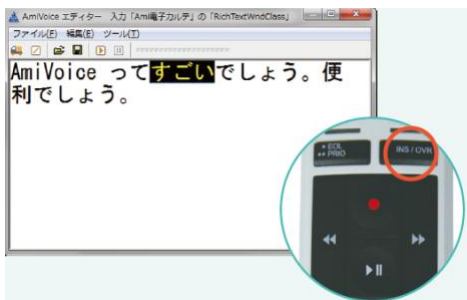 AmiVoice エディター 入力「Ami電子カルテ」の「RichTextWndClass」
ファイル(F) 編集(E) ツール(T)
AmiVoice ってすごいでしょう。便
利でしょう。
• EOL
•• PRIO
INS / OVR